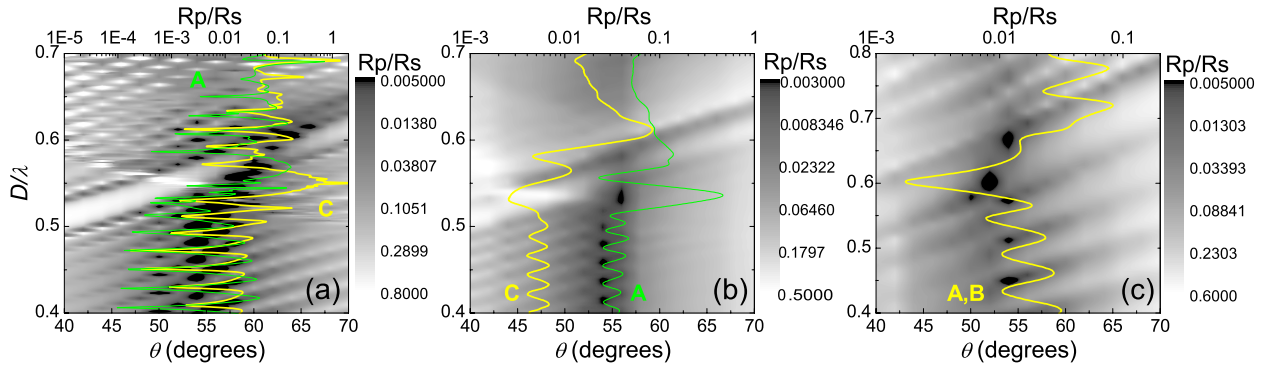 Rp/Rs
1E-5 1E-4 1E-3 0.01 0.1 1
0.7 0.6 0.5 0.4
D/λ
A
C
(a)
40 45 50 55 60 65 70
θ (degrees)
Rp/Rs
0.005000
0.01380
0.03807
0.1051
0.2899
0.8000
Rp/Rs
1E-3 0.01 0.1 1
0.7 0.6 0.5 0.4
C
A
(b)
40 45 50 55 60 65 70
θ (degrees)
Rp/Rs
0.003000
0.008346
0.02322
0.06460
0.1797
0.5000
Rp/Rs
1E-3 0.01 0.1
0.8 0.7 0.6 0.5 0.4
A,B
(c)
40 45 50 55 60 65 70
θ (degrees)
Rp/Rs
0.005000
0.01303
0.03393
0.08841
0.2303
0.6000